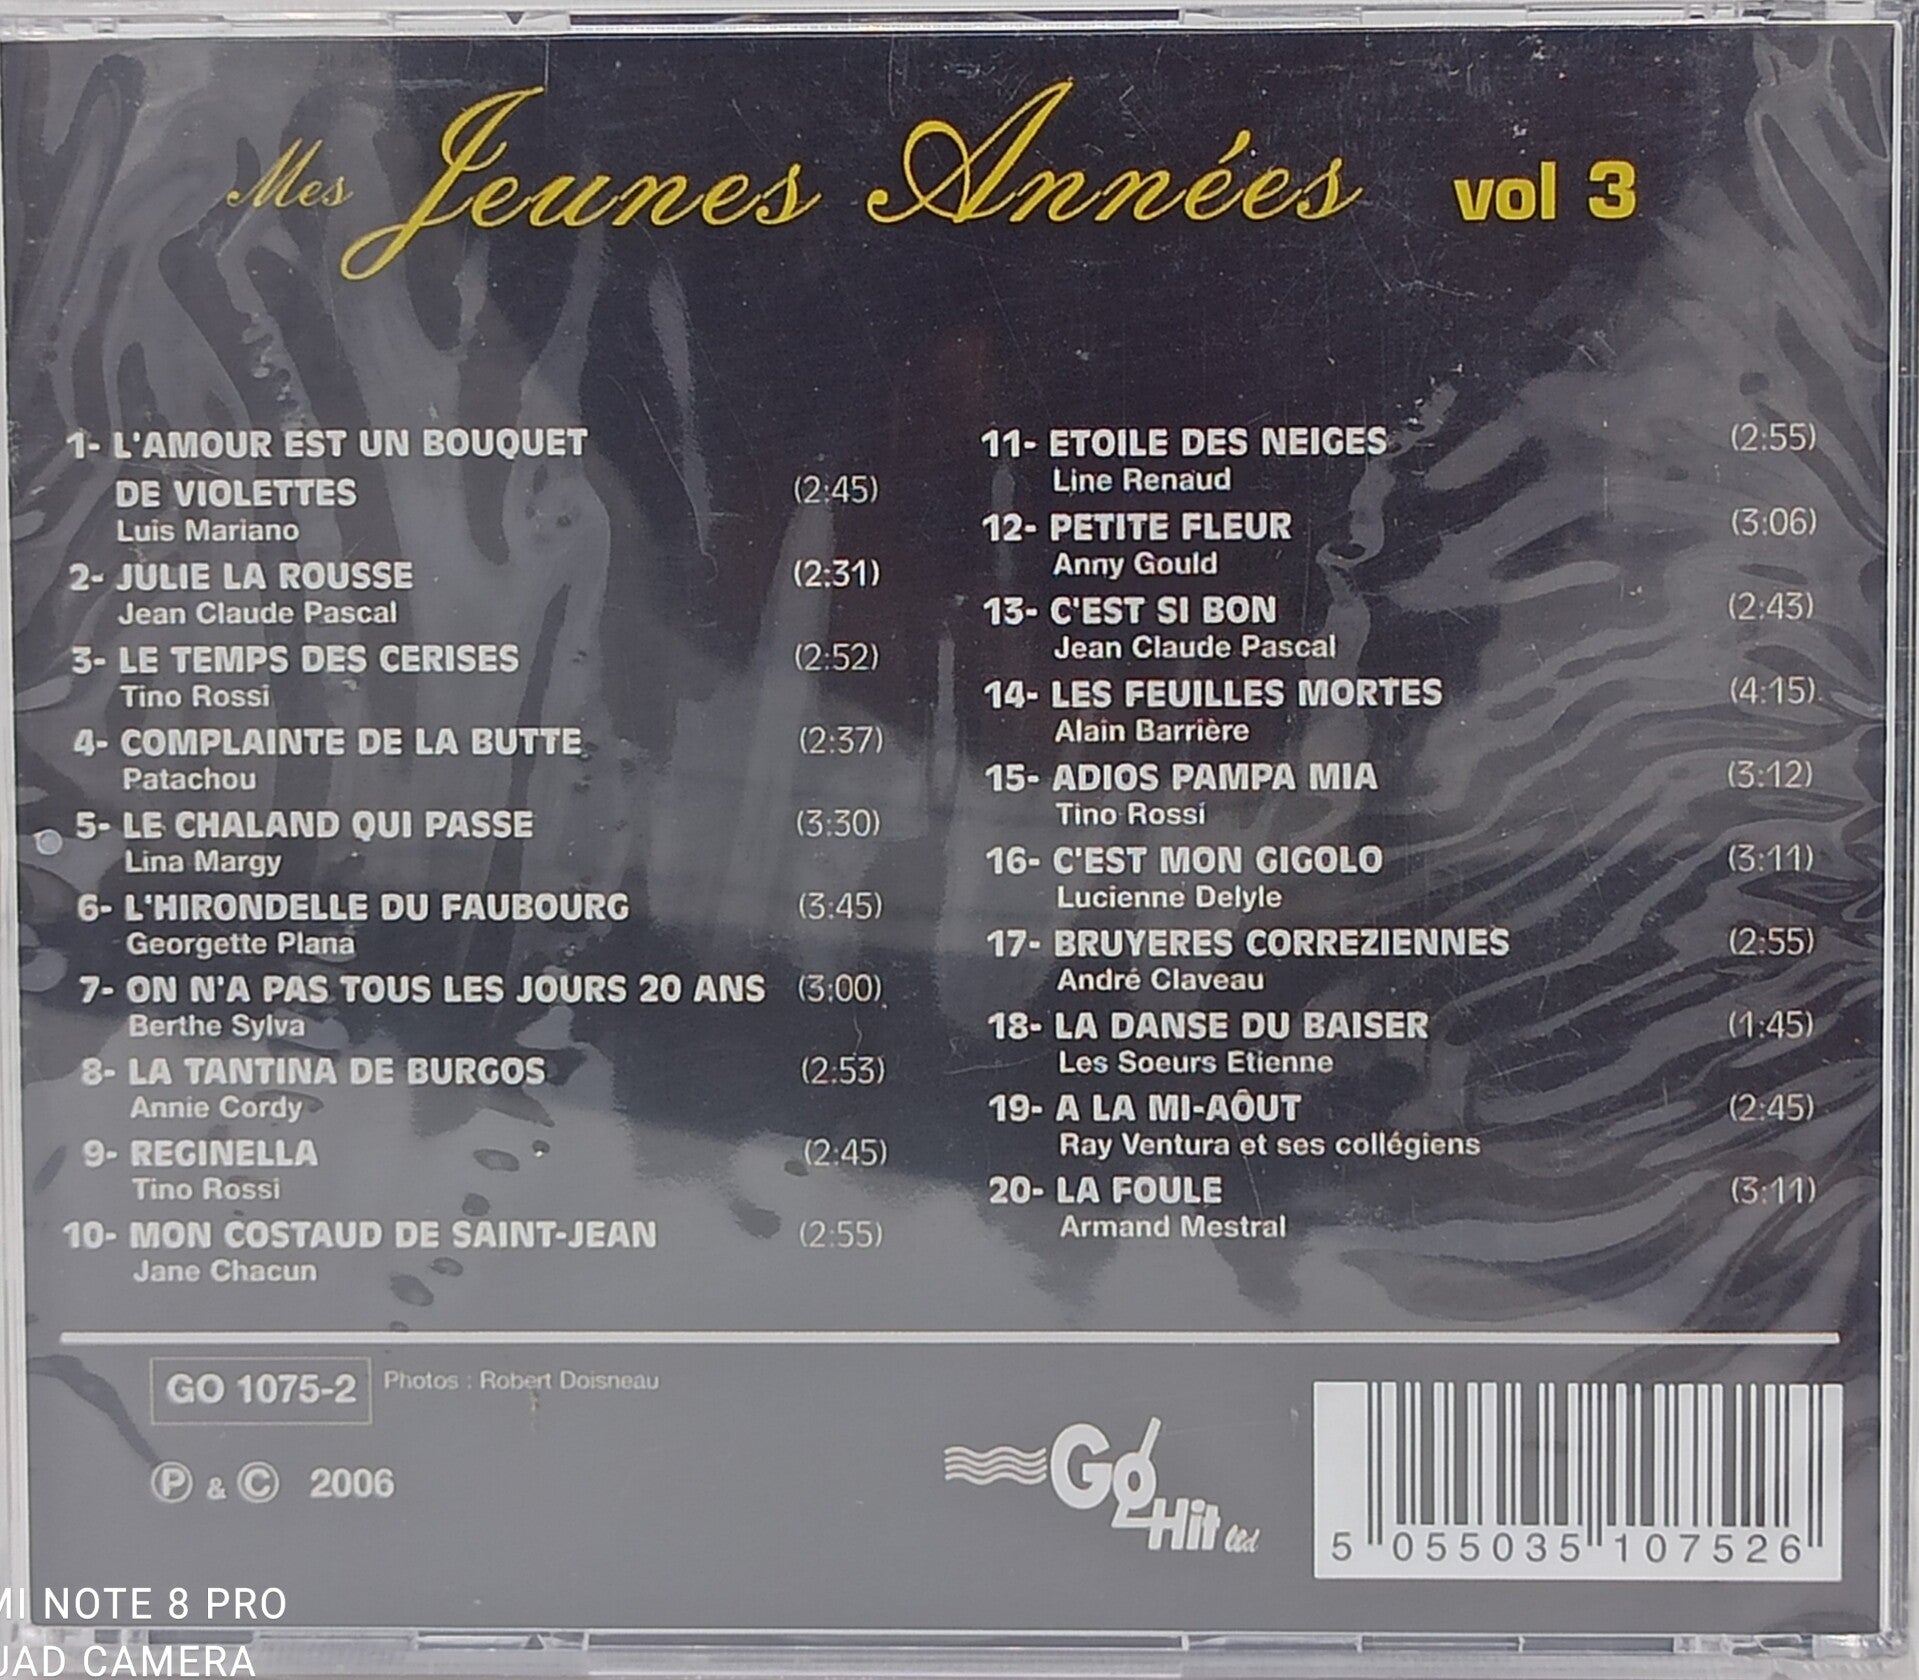 Mes Jeunes Années vol 3
1- L'AMOUR EST UN BOUQUET
DE VIOLETTES (2:45)
Luis Mariano
2- JULIE LA ROUSSE (2:31)
Jean Claude Pascal
3- LE TEMPS DES CERISES (2:52)
Tino Rossi
4- COMPLAINTE DE LA BUTTE (2:37)
Patachou
5- LE CHALAND QUI PASSE (3:30)
Lina Margy
6- L'HIRONDELLE DU FAUBOURG (3:45)
Georgette Plana
7- ON N'A PAS TOUS LES JOURS 20 ANS (3:00)
Berthe Sylva
8- LA TANTINA DE BURGOS (2:53)
Annie Cordy
9- REGINELLA (2:45)
Tino Rossi
10- MON COSTAUD DE SAINT-JEAN (2:55)
Jane Chacun
11- ETOILE DES NEIGES (2:55)
Line Renaud
12- PETITE FLEUR (3:06)
Anny Gould
13- C'EST SI BON (2:43)
Jean Claude Pascal
14- LES FEUILLES MORTES (4:15)
Alain Barrière
15- ADIOS PAMPA MIA (3:12)
Tino Rossi
16- C'EST MON GIGOLO (3:11)
Lucienne Delyle
17- BRUYERES CORREZIENNES (2:55)
André Claveau
18- LA DANSE DU BAISER (1:45)
Les Soeurs Etienne
19- A LA MI-AÔUT (2:45)
Ray Ventura et ses collégiens
20- LA FOULE (3:11)
Armand Mestral
GO 1075-2 Photos : Robert Doisneau
℗ & © 2006
Go Hit ltd
5 055035 107526
MI NOTE 8 PRO
UAD CAMERA